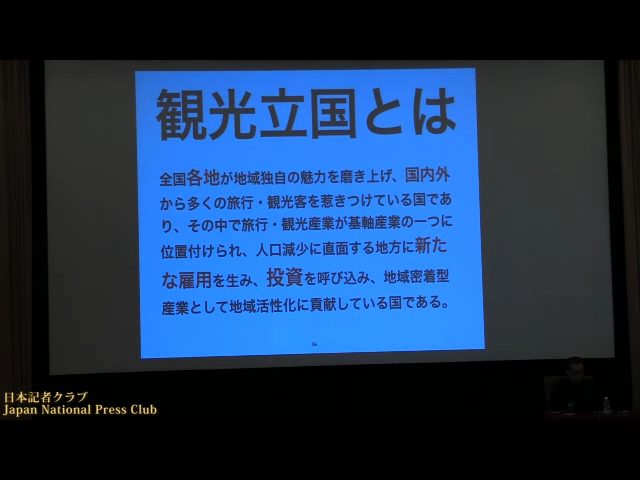 観光立国とは
全国各地が地域独自の魅力を磨き上げ、国内外
から多くの旅行・観光客を惹きつけている国であ
り、その中で旅行・観光産業が基軸産業の一つに
位置付けられ、人口減少に直面する地方に新た
な雇用を生み、投資を呼び込み、地域密着型
産業として地域活性化に貢献している国である。
34
日本記者クラブ
Japan National Press Club